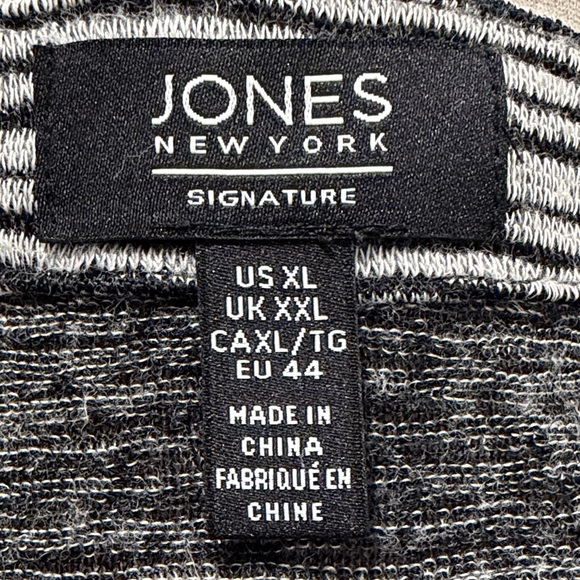 JONES
NEW YORK
SIGNATURE
US XL
UK XXL
CAXL/TG
EU 44
MADE IN
CHINA
FABRIQUÉ EN
CHINE